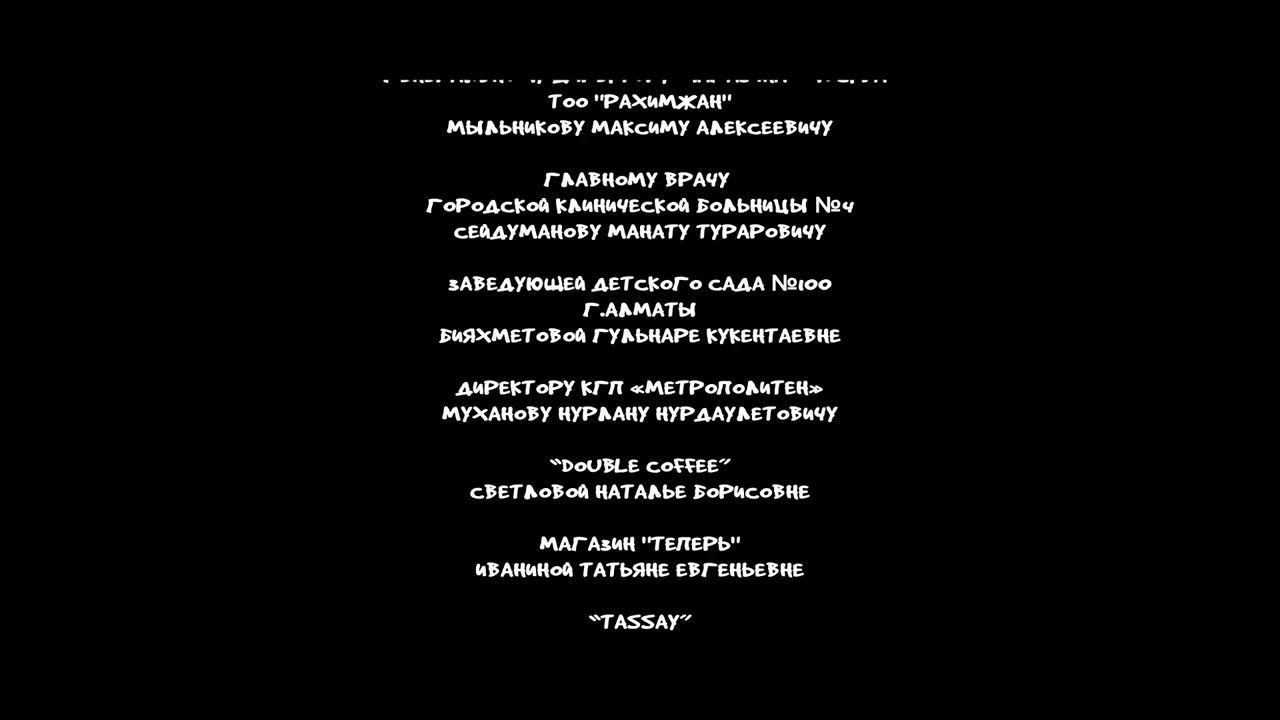 ТОО "РАХИМЖАН"
МЫЛЬНИКОВУ МАКСИМУ АЛЕКСЕЕВИЧУ
ГЛАВНОМУ ВРАЧУ
ГОРОДСКОЙ КЛИНИЧЕСКОЙ БОЛЬНИЦЫ №4
СЕЙДУМАНОВУ МАНАТУ ТУРАРОВИЧУ
ЗАВЕДУЮЩЕЙ ДЕТСКОГО САДА №100
Г.АЛМАТЫ
БИЯХМЕТОВОЙ ГУЛЬНАРЕ КУКЕНТАЕВНЕ
ДИРЕКТОРУ КГП «МЕТРОПОЛИТЕН»
МУХАНОВУ НУРЛАНУ НУРДАУЛЕТОВИЧУ
“DOUBLE COFFEE”
СВЕТЛОВОЙ НАТАЛЬЕ БОРИСОВНЕ
МАГАЗИН "ТЕПЕРЬ"
ИВАНИНОЙ ТАТЬЯНЕ ЕВГЕНЬЕВНЕ
“TASSAY”